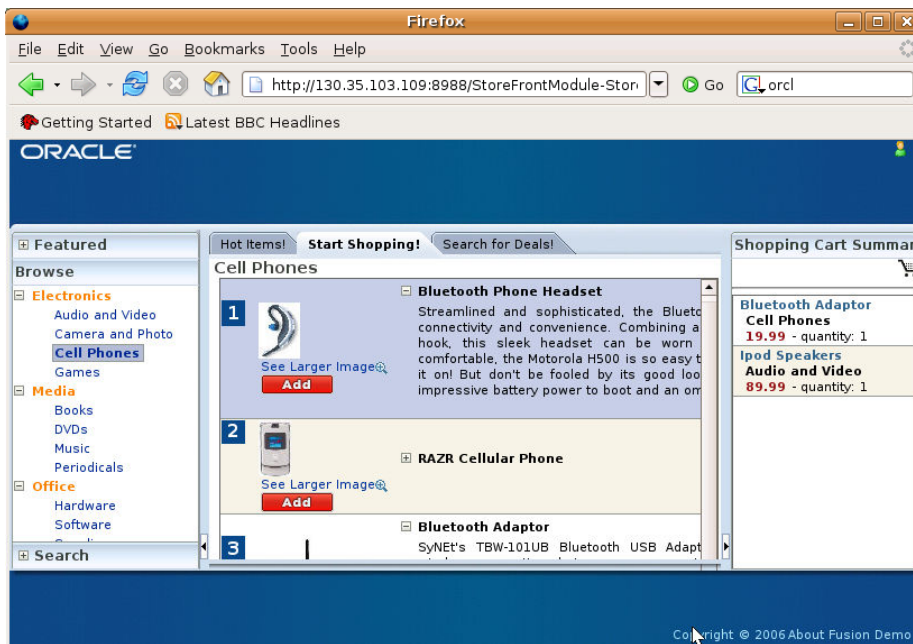 Firefox
File Edit View Go Bookmarks Tools Help
http://130.35.103.109:8988/StoreFrontModule-Stor
Go
G orcl
Getting Started
Latest BBC Headlines
ORACLE
Featured
Browse
Electronics
Audio and Video
Camera and Photo
Cell Phones
Games
Media
Books
DVDs
Music
Periodicals
Office
Hardware
Software
Search
Hot Items!
Start Shopping!
Search for Deals!
Cell Phones
1
Bluetooth Phone Headset
Streamlined and sophisticated, the Blueto
connectivity and convenience. Combining a
hook, this sleek headset can be worn
comfortable, the Motorola H500 is so easy t
it on! But don't be fooled by its good loo
impressive battery power to boot and an om
See Larger Image
Add
2
RAZR Cellular Phone
See Larger Image
Add
3
Bluetooth Adaptor
SyNEt's TBW-101UB Bluetooth USB Adapt
Shopping Cart Summar
Bluetooth Adaptor
Cell Phones
19.99 - quantity: 1
Ipod Speakers
Audio and Video
89.99 - quantity: 1
Copyright © 2006 About Fusion Demo